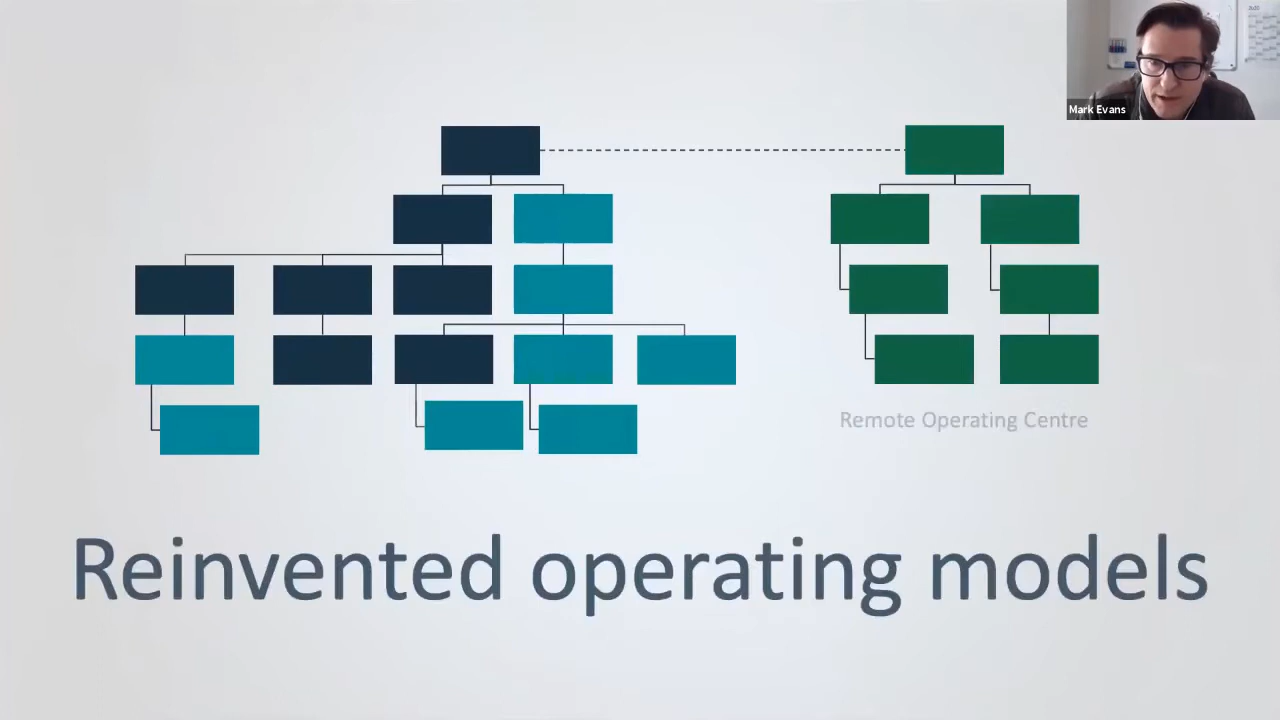 Mark Evans
Remote Operating Centre
Reinvented operating models